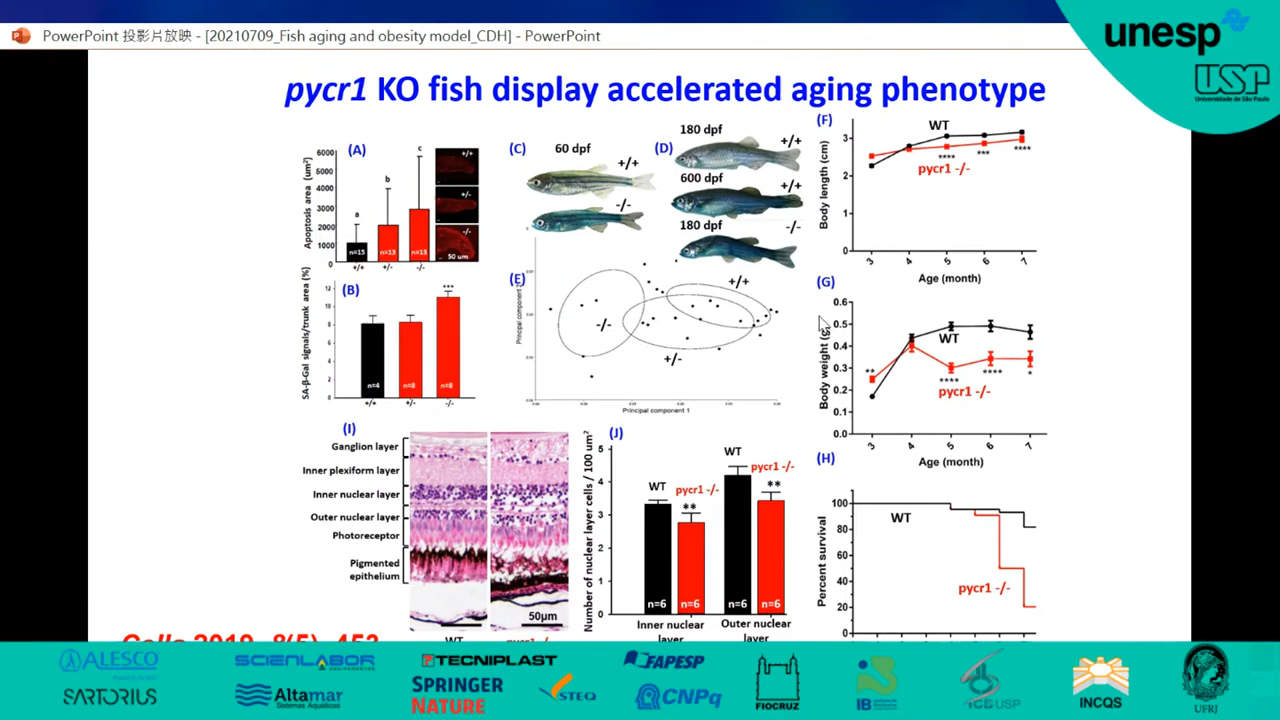 PowerPoint 投影片放映 - [20210709_Fish aging and obesity model_CDH] - PowerPoint
unesp
USP
Universidade de São Paulo
pycr1 KO fish display accelerated aging phenotype
(A)
Apoptosis area (um²)
6000
5000
4000
3000
2000
1000
0
a
b
c
n=15
n=13
n=13
+/+
+/-
-/-
+/+
+/-
-/-
50 um
(B)
SA-β-Gal signals/trunk area (%)
12
10
8
6
4
2
0
***
n=4
n=8
n=8
+/+
+/-
-/-
(C)
60 dpf
+/+
-/-
(D)
180 dpf
+/+
600 dpf
+/+
180 dpf
-/-
(E)
Principal component
-/-
+/+
+/-
Principal component 1
(F)
Body length (cm)
3
2
1
0
WT
pycr1 -/-
****
***
****
3 4 5 6 7
Age (month)
(G)
Body weight (g)
0.6
0.5
0.4
0.3
0.2
0.1
0.0
WT
pycr1 -/-
**
****
****
*
3 4 5 6 7
Age (month)
(H)
Percent survival
100
80
60
40
20
0
WT
pycr1 -/-
(I)
Ganglion layer
Inner plexiform layer
Inner nuclear layer
Outer nuclear layer
Photoreceptor
Pigmented
epithelium
50μm
WT
pycr1 -/-
(J)
Number of nuclear layer cells / 100 um²
5
4
3
2
1
0
WT
pycr1 -/-
**
WT
pycr1 -/-
**
n=6
n=6
n=6
n=6
Inner nuclear
layer
Outer nuclear
layer
Cells 2019, 8(5), 453
ALESCO
SCIENLABOR
TECNIPLAST
FAPESP
SARTORIUS
Altamar
Sistemas Aquáticos
SPRINGER
NATURE
STEQ
CNPq
FIOCRUZ
IB
ICBUSP
INCQS
UFRJ